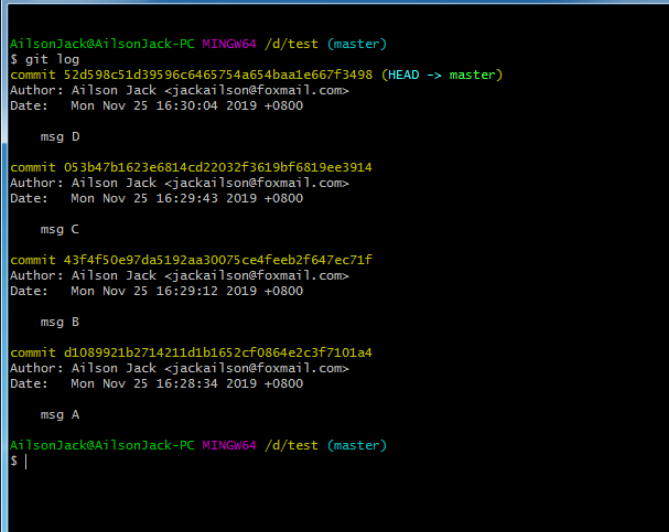 AilsonJack@AilsonJack-PC MINGW64 /d/test (master)
$ git log
commit 52d598c51d39596c6465754a654baa1e667f3498 (HEAD -> master)
Author: Ailson Jack <jackailson@foxmail.com>
Date:   Mon Nov 25 16:30:04 2019 +0800
    msg D
commit 053b47b1623e6814cd22032f3619bf6819ee3914
Author: Ailson Jack <jackailson@foxmail.com>
Date:   Mon Nov 25 16:29:43 2019 +0800
    msg C
commit 43f4f50e97da5192aa30075ce4feeb2f647ec71f
Author: Ailson Jack <jackailson@foxmail.com>
Date:   Mon Nov 25 16:29:12 2019 +0800
    msg B
commit d1089921b2714211d1b1652cf0864e2c3f7101a4
Author: Ailson Jack <jackailson@foxmail.com>
Date:   Mon Nov 25 16:28:34 2019 +0800
    msg A
AilsonJack@AilsonJack-PC MINGW64 /d/test (master)
$